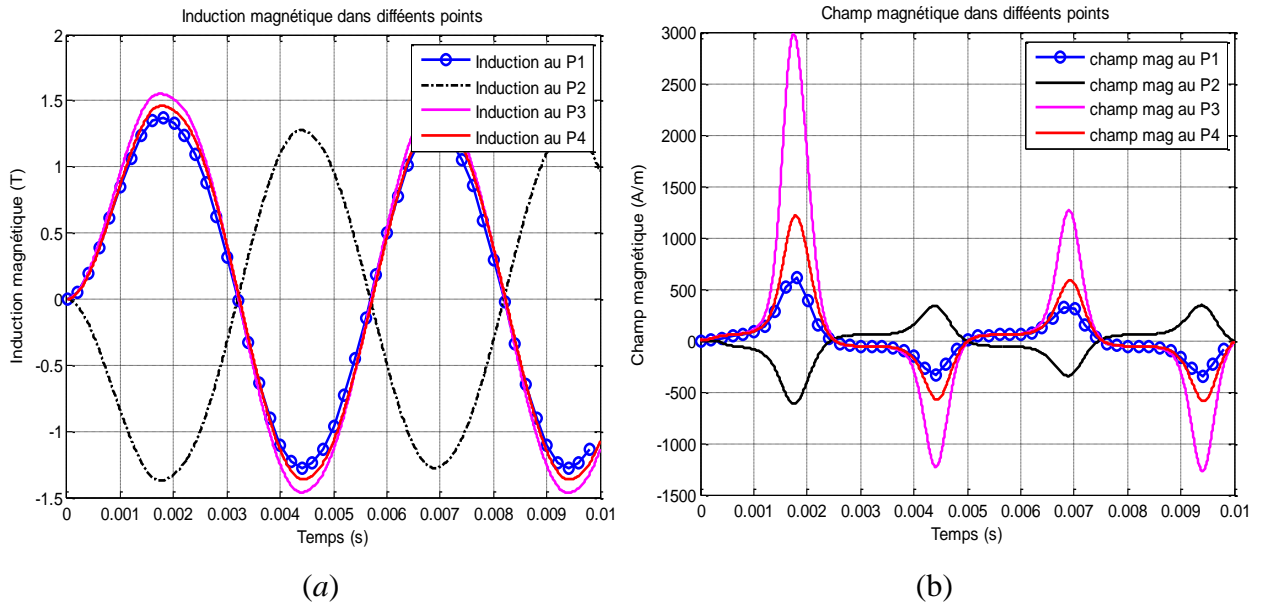 Induction magnétique dans difféents points
Induction magnétique (T)
2
1.5
1
0.5
0
-0.5
-1
-1.5
Induction au P1
Induction au P2
Induction au P3
Induction au P4
0 0.001 0.002 0.003 0.004 0.005 0.006 0.007 0.008 0.009 0.01
Temps (s)
(a)
Champ magnétique dans difféents points
Champ magnétique (A/m)
3000
2500
2000
1500
1000
500
0
-500
-1000
-1500
champ mag au P1
champ mag au P2
champ mag au P3
champ mag au P4
0 0.001 0.002 0.003 0.004 0.005 0.006 0.007 0.008 0.009 0.01
Temps (s)
(b)